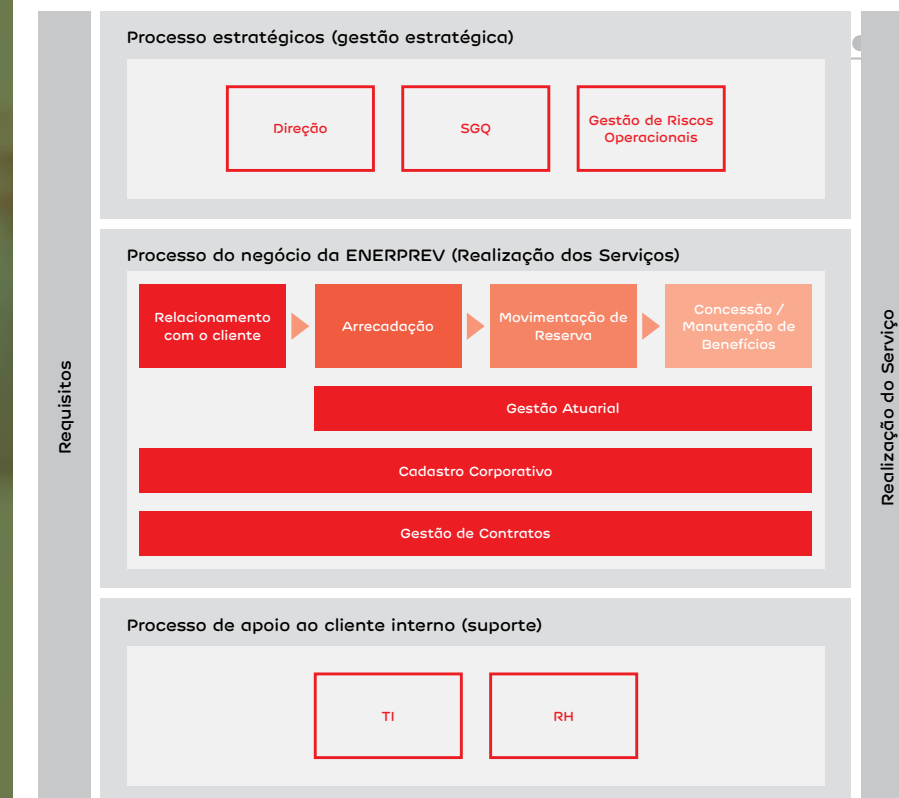 Processo estratégicos (gestão estratégica)
Direção
SGQ
Gestão de Riscos
Operacionais
Requisitos
Processo do negócio da ENERPREV (Realização dos Serviços)
Relacionamento
com o cliente
Arrecadação
Movimentação de
Reserva
Concessão /
Manutenção de
Benefícios
Gestão Atuarial
Cadastro Corporativo
Gestão de Contratos
Realização do Serviço
Processo de apoio ao cliente interno (suporte)
TI
RH